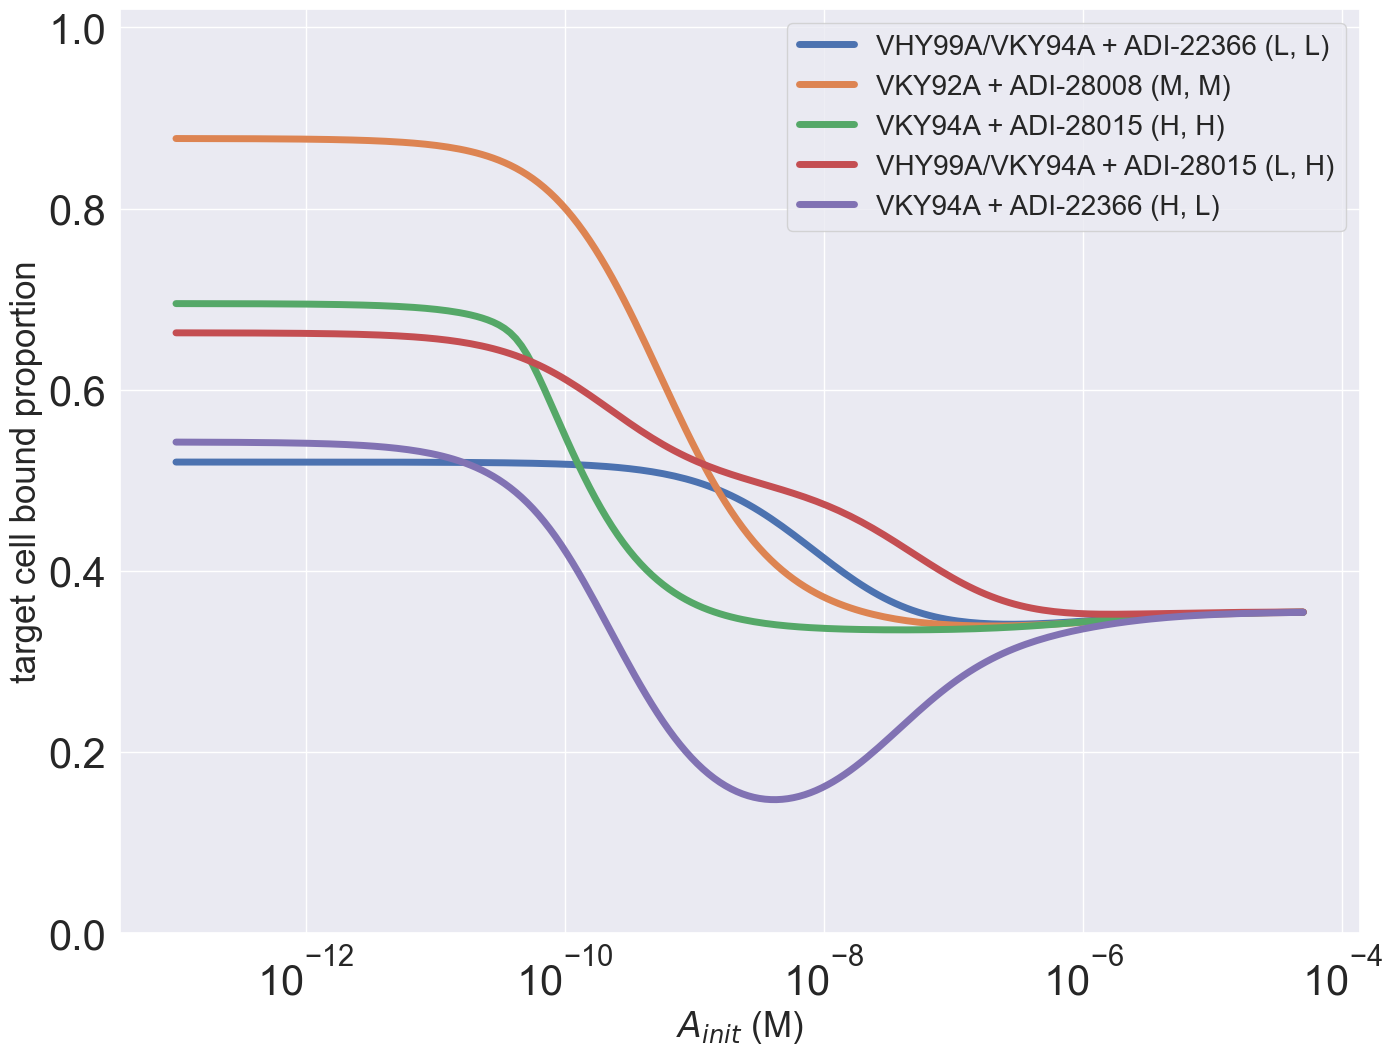 VHY99A/VKY94A + ADI-22366 (L, L)
VKY92A + ADI-28008 (M, M)
VKY94A + ADI-28015 (H, H)
VHY99A/VKY94A + ADI-28015 (L, H)
VKY94A + ADI-22366 (H, L)
target cell bound proportion
1.0
0.8
0.6
0.4
0.2
0.0
10⁻¹² 10⁻¹⁰ 10⁻⁸ 10⁻⁶ 10⁻⁴
A_init (M)